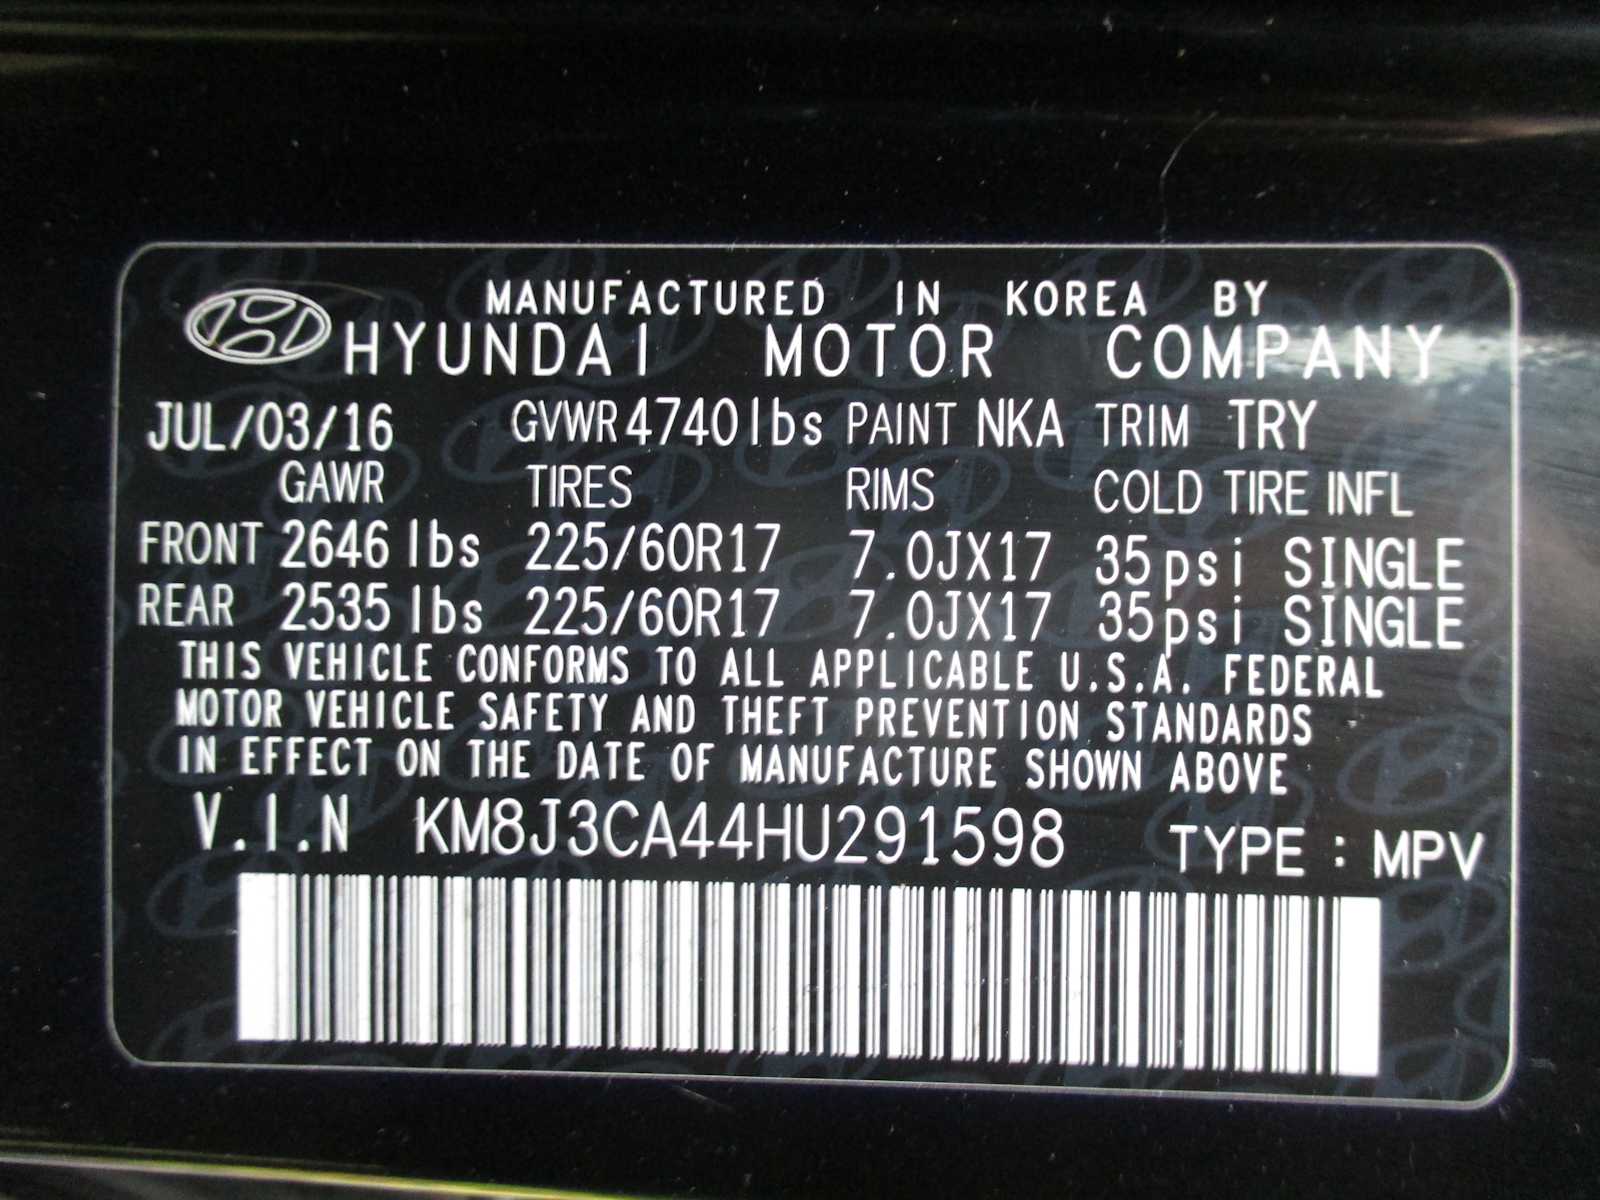 MANUFACTURED IN KOREA BY
HYUNDAI MOTOR COMPANY
JUL/03/16 GVWR 4740lbs PAINT NKA TRIM TRY
GAWR TIRES RIMS COLD TIRE INFL
FRONT 2646 lbs 225/60R17 7.0JX17 35psi SINGLE
REAR 2535 lbs 225/60R17 7.0JX17 35psi SINGLE
THIS VEHICLE CONFORMS TO ALL APPLICABLE U.S.A. FEDERAL
MOTOR VEHICLE SAFETY AND THEFT PREVENTION STANDARDS
IN EFFECT ON THE DATE OF MANUFACTURE SHOWN ABOVE
V.I.N KM8J3CA44HU291598 TYPE : MPV